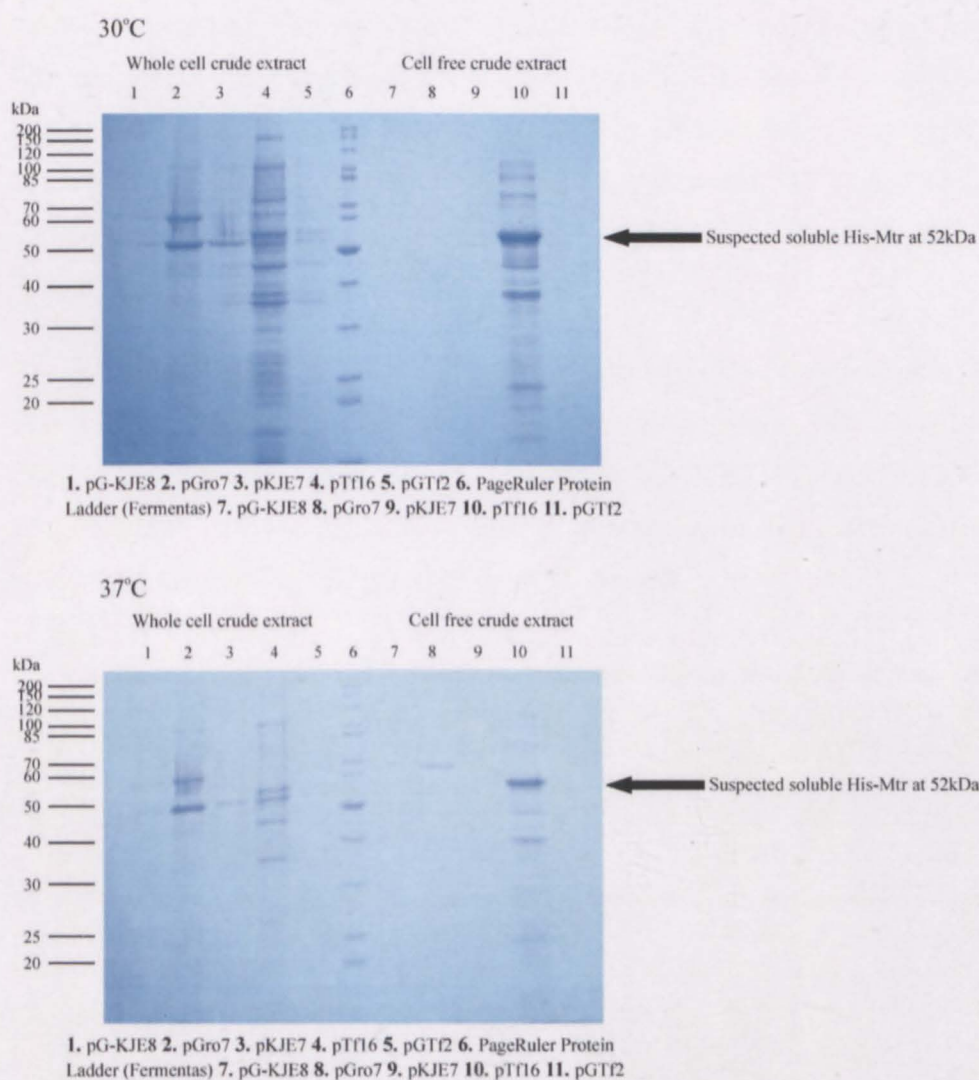 30°C
Whole cell crude extract Cell free crude extract
1 2 3 4 5 6 7 8 9 10 11
kDa
200
150
120
100
85
70
60
50
40
30
25
20
Suspected soluble His-Mtr at 52kDa
1. pG-KJE8 2. pGro7 3. pKJE7 4. pTf16 5. pGTf2 6. PageRuler Protein
Ladder (Fermentas) 7. pG-KJE8 8. pGro7 9. pKJE7 10. pTf16 11. pGTf2
37°C
Whole cell crude extract Cell free crude extract
1 2 3 4 5 6 7 8 9 10 11
kDa
200
150
120
100
85
70
60
50
40
30
25
20
Suspected soluble His-Mtr at 52kDa
1. pG-KJE8 2. pGro7 3. pKJE7 4. pTf16 5. pGTf2 6. PageRuler Protein
Ladder (Fermentas) 7. pG-KJE8 8. pGro7 9. pKJE7 10. pTf16 11. pGTf2